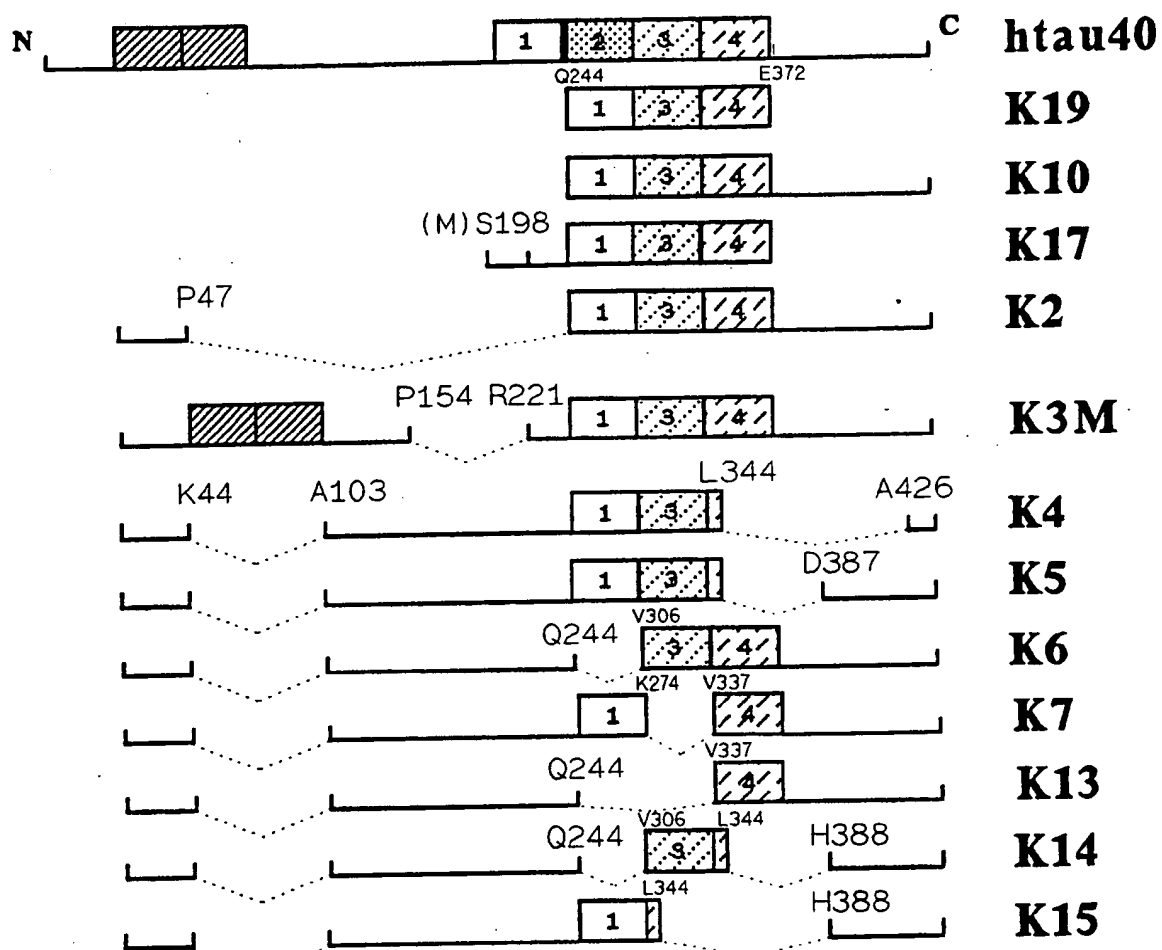 N 1 2 3 4 C htau40
Q244 E372
1 3 4 K19
1 3 4 K10
(M) S198
1 3 4 K17
P47
1 3 4 K2
P154 R221
1 3 4 K3M
L344
K44 A103 A426
1 3 K4
D387
1 3 K5
V306
Q244
3 4 K6
K274 V337
1 4 K7
V337
Q244
4 K13
V306 L344
Q244 H388
3 K14
L344
H388
1 K15